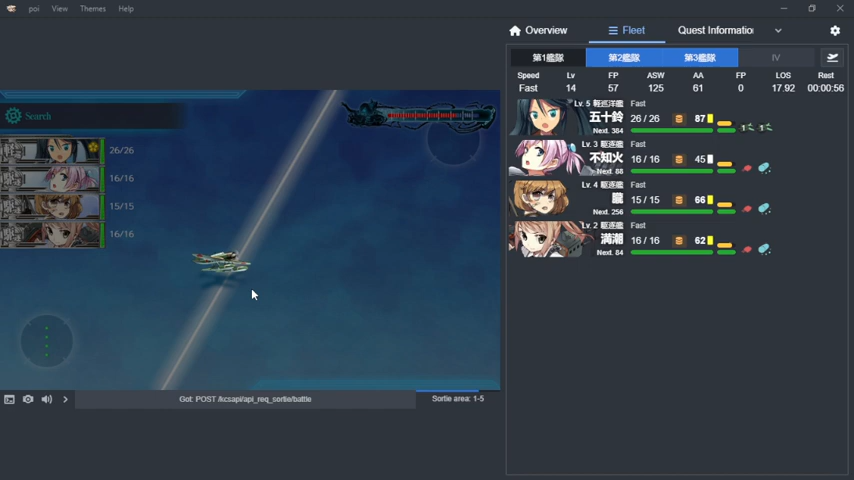 poi View Themes Help
Overview Fleet Quest Informatio
第1艦隊 第2艦隊 第3艦隊 IV
Speed Lv FP ASW AA FP LOS Rest
Fast 14 57 125 61 0 17.92 00:00:56
Search
26/26
16/16
15/15
16/16
Lv. 5 軽巡洋艦 Fast
五十鈴 26 / 26 87
Next. 384
Lv. 3 駆逐艦 Fast
不知火 16 / 16 45
Next. 88
Lv. 4 駆逐艦 Fast
朧 15 / 15 66
Next. 256
Lv. 2 駆逐艦 Fast
満潮 16 / 16 62
Next. 84
Got: POST /kcsapi/api_req_sortie/battle
Sortie area: 1-5